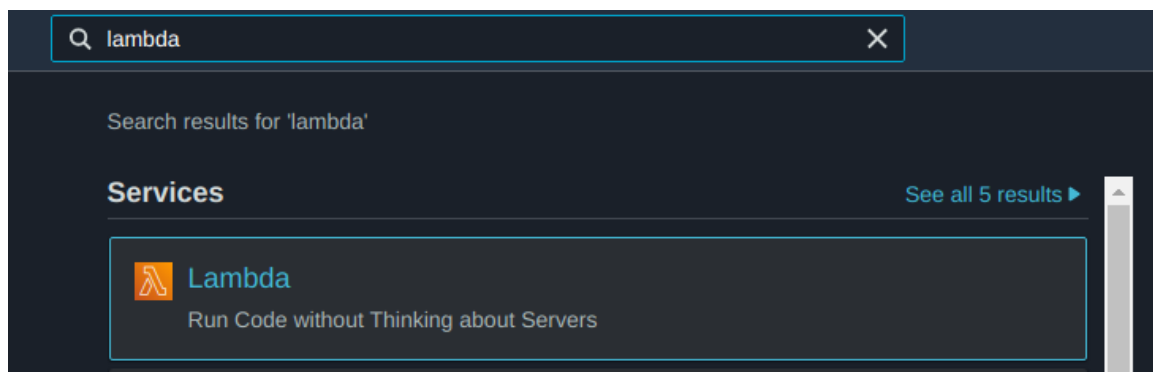 lambda
Search results for 'lambda'
Services
See all 5 results
Lambda
Run Code without Thinking about Servers